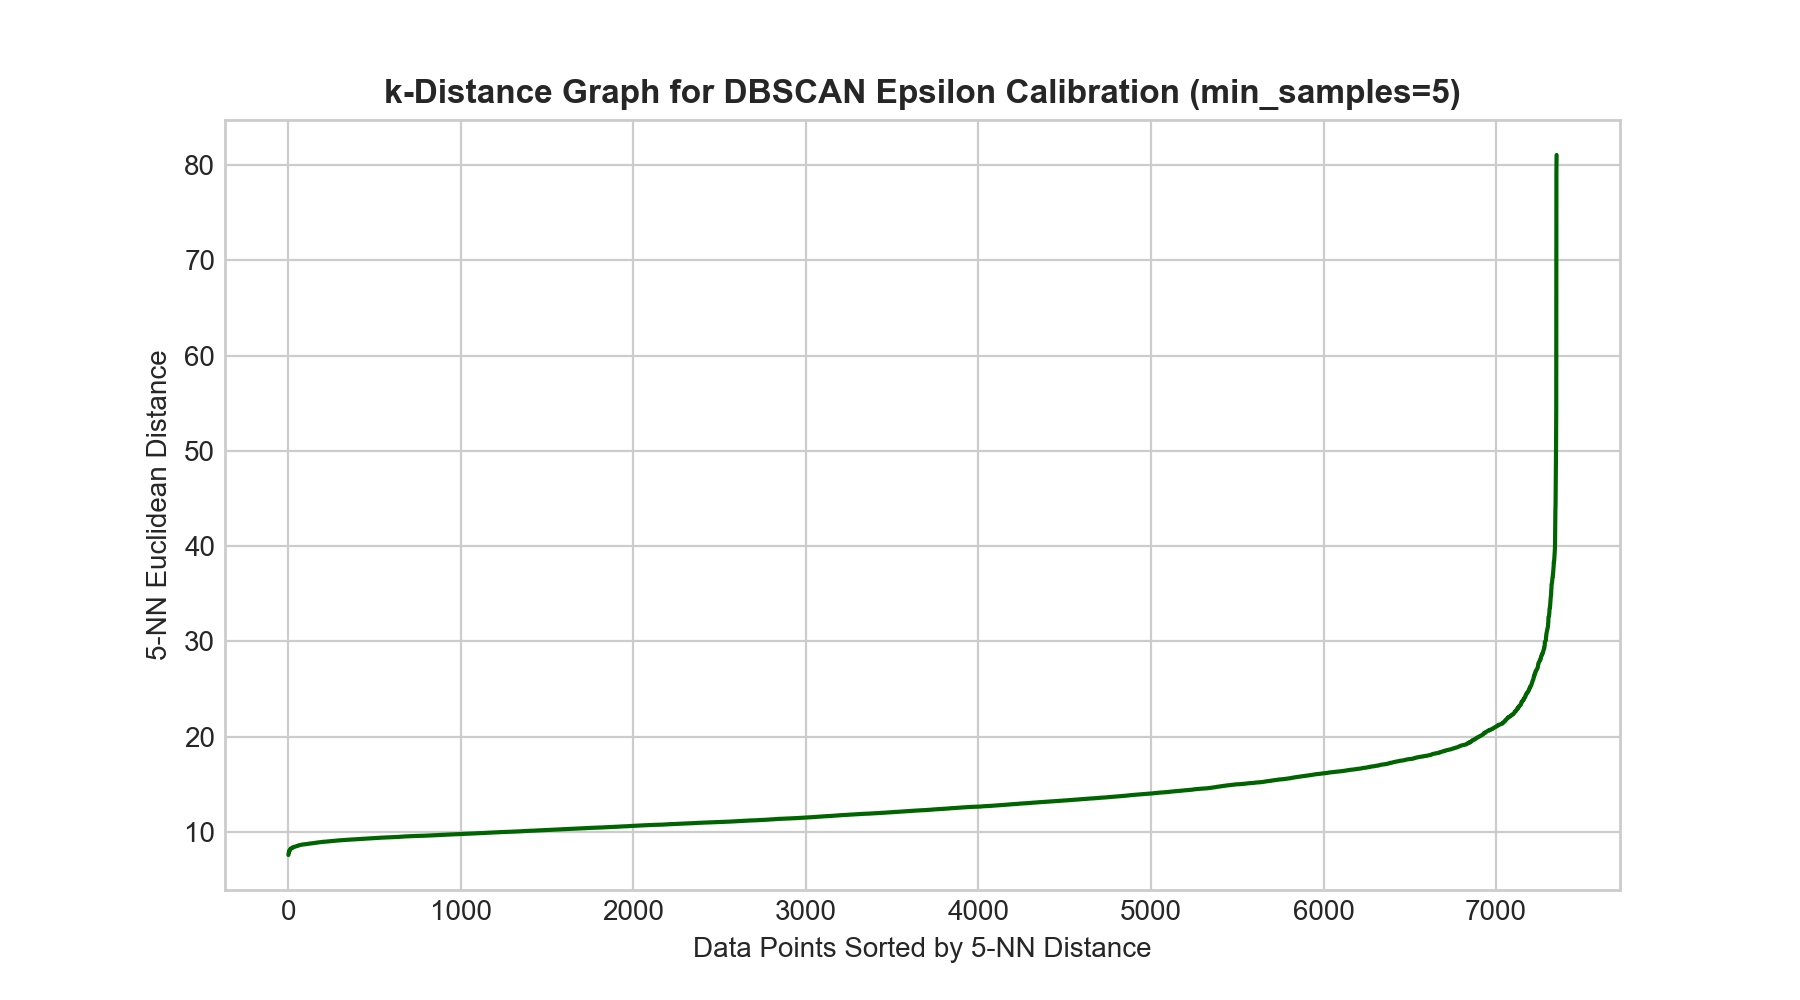 k-Distance Graph for DBSCAN Epsilon Calibration (min_samples=5)
80
70
60
50
40
30
20
10
5-NN Euclidean Distance
0 1000 2000 3000 4000 5000 6000 7000
Data Points Sorted by 5-NN Distance